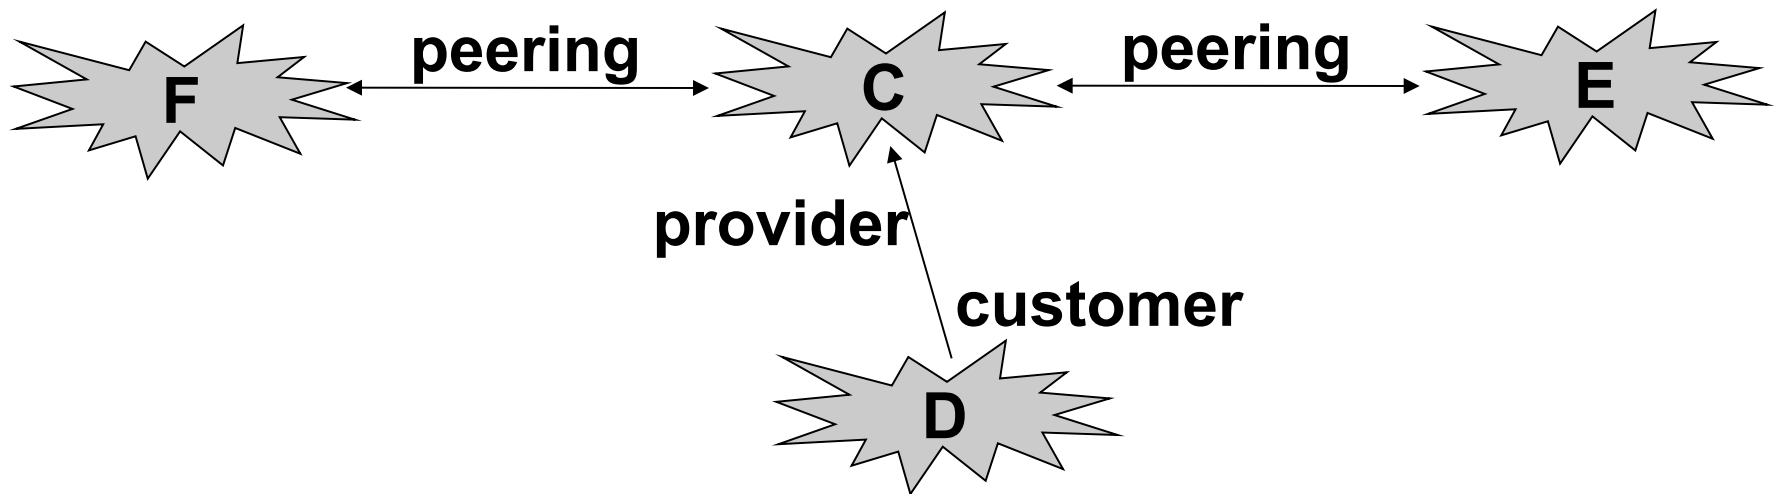 peering
peering
F
C
E
provider
customer
D